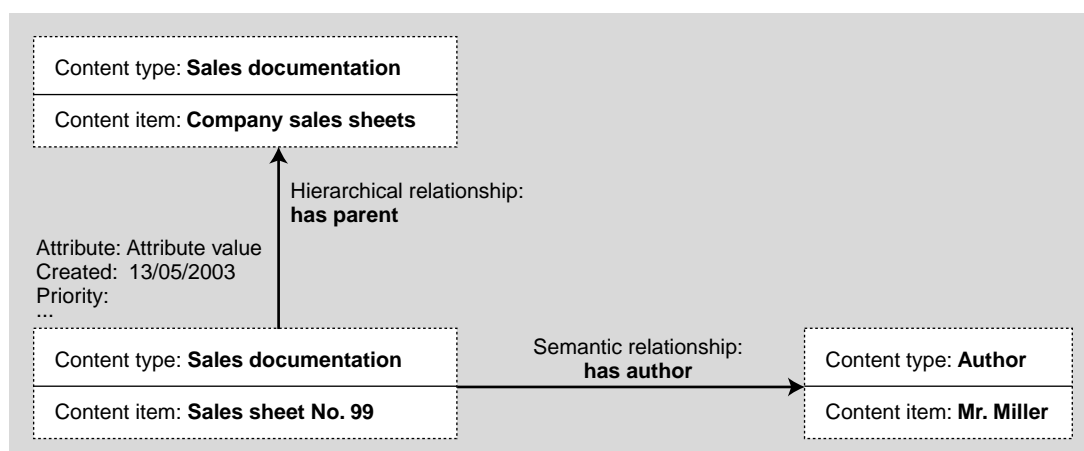 Content type: Sales documentation
Content item: Company sales sheets
Hierarchical relationship:
has parent
Attribute: Attribute value
Created: 13/05/2003
Priority:
...
Content type: Sales documentation
Content item: Sales sheet No. 99
Semantic relationship:
has author
Content type: Author
Content item: Mr. Miller